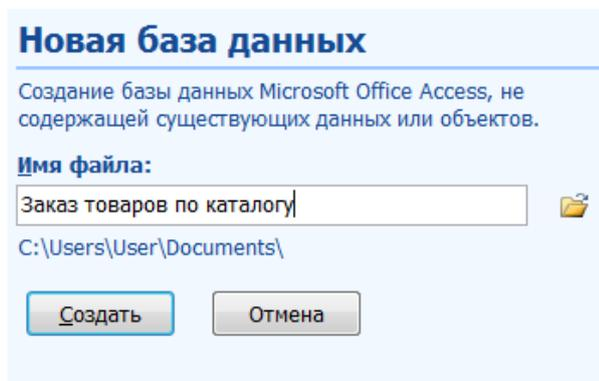 Новая база данных
Создание базы данных Microsoft Office Access, не
содержащей существующих данных или объектов.
Имя файла:
Заказ товаров по каталогу
C:\Users\User\Documents\
Создать Отмена